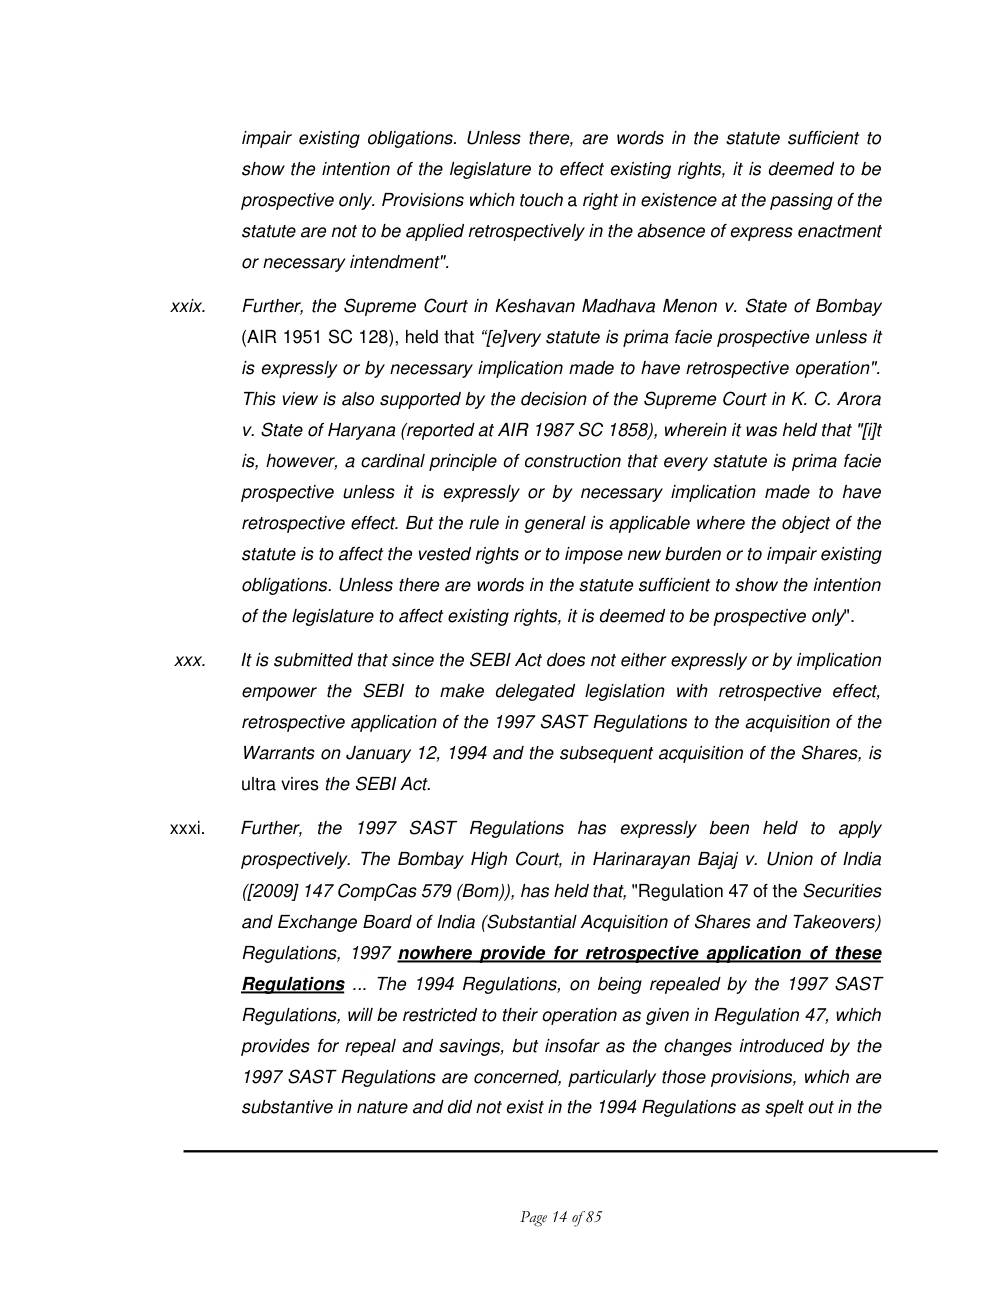 impair existing obligations. Unless there, are words in the statute sufficient to
show the intention of the legislature to effect existing rights, it is deemed to be
prospective only. Provisions which touch a right in existence at the passing of the
statute are not to be applied retrospectively in the absence of express enactment
or necessary intendment".
xxix. Further, the Supreme Court in Keshavan Madhava Menon v. State of Bombay
(AIR 1951 SC 128), held that “[e]very statute is prima facie prospective unless it
is expressly or by necessary implication made to have retrospective operation".
This view is also supported by the decision of the Supreme Court in K. C. Arora
v. State of Haryana (reported at AIR 1987 SC 1858), wherein it was held that "[i]t
is, however, a cardinal principle of construction that every statute is prima facie
prospective unless it is expressly or by necessary implication made to have
retrospective effect. But the rule in general is applicable where the object of the
statute is to affect the vested rights or to impose new burden or to impair existing
obligations. Unless there are words in the statute sufficient to show the intention
of the legislature to affect existing rights, it is deemed to be prospective only".
xxx. It is submitted that since the SEBI Act does not either expressly or by implication
empower the SEBI to make delegated legislation with retrospective effect,
retrospective application of the 1997 SAST Regulations to the acquisition of the
Warrants on January 12, 1994 and the subsequent acquisition of the Shares, is
ultra vires the SEBI Act.
xxxi. Further, the 1997 SAST Regulations has expressly been held to apply
prospectively. The Bombay High Court, in Harinarayan Bajaj v. Union of India
([2009] 147 CompCas 579 (Bom)), has held that, "Regulation 47 of the Securities
and Exchange Board of India (Substantial Acquisition of Shares and Takeovers)
Regulations, 1997 nowhere provide for retrospective application of these
Regulations ... The 1994 Regulations, on being repealed by the 1997 SAST
Regulations, will be restricted to their operation as given in Regulation 47, which
provides for repeal and savings, but insofar as the changes introduced by the
1997 SAST Regulations are concerned, particularly those provisions, which are
substantive in nature and did not exist in the 1994 Regulations as spelt out in the
Page 14 of 85